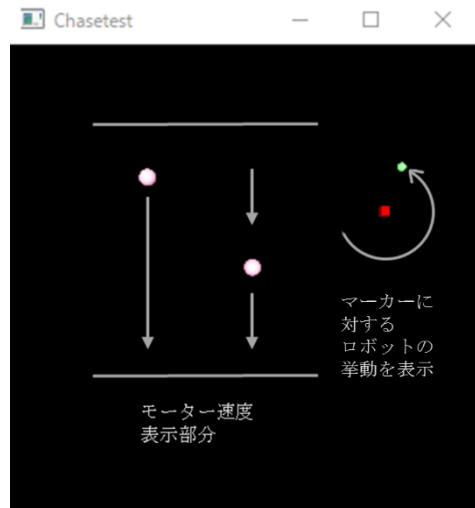 Chasetest
マーカーに
対する
ロボットの
挙動を表示
モーター速度
表示部分